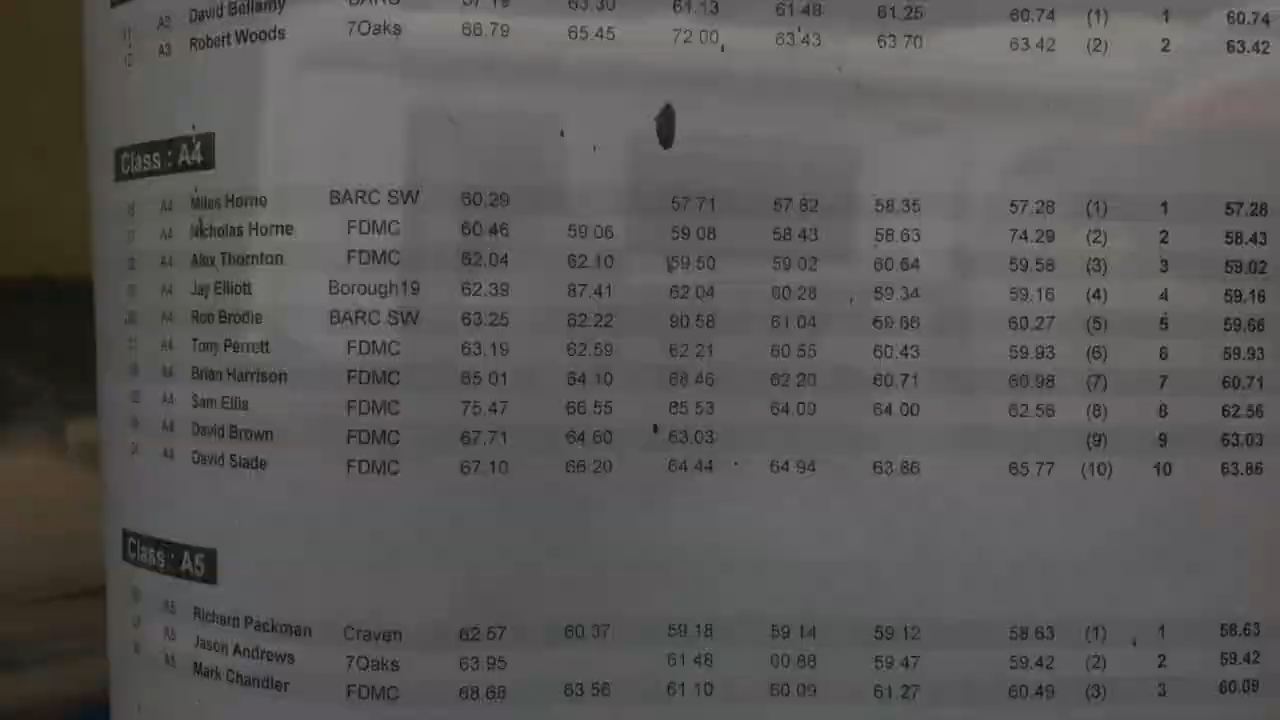 A2 David Bellamy BARC 63.30 61.13 61.48 61.25 60.74 (1) 1 60.74
A3 Robert Woods 7Oaks 66.79 65.45 72.00 63.43 63.70 63.42 (2) 2 63.42
Class : A4
A4 Miles Horne BARC SW 60.29 57.71 57.82 58.35 57.28 (1) 1 57.28
A4 Nicholas Horne FDMC 60.46 59.06 59.08 58.43 58.63 74.29 (2) 2 58.43
A4 Alex Thornton FDMC 62.04 62.10 59.50 59.02 60.64 59.58 (3) 3 59.02
A4 Jay Elliott Borough19 62.39 87.41 62.04 60.28 59.34 59.16 (4) 4 59.16
A4 Rob Brodie BARC SW 63.25 62.22 90.58 61.04 59.66 60.27 (5) 5 59.66
A4 Tony Perrett FDMC 63.19 62.59 62.21 60.55 60.43 59.93 (6) 6 59.93
A4 Brian Harrison FDMC 65.01 64.10 68.46 62.20 60.71 60.98 (7) 7 60.71
A4 Sam Ellis FDMC 75.47 66.55 85.53 64.09 64.00 62.56 (8) 8 62.56
A4 David Brown FDMC 67.71 64.60 63.03 (9) 9 63.03
A4 David Slade FDMC 67.10 66.20 64.44 64.94 63.86 65.77 (10) 10 63.86
Class : A5
A5 Richard Packman Craven 62.57 60.37 59.18 59.14 59.12 58.63 (1) 1 58.63
A5 Jason Andrews 7Oaks 63.95 61.48 60.88 59.47 59.42 (2) 2 59.42
A5 Mark Chandler FDMC 68.68 63.56 61.10 60.09 61.27 60.49 (3) 3 60.09